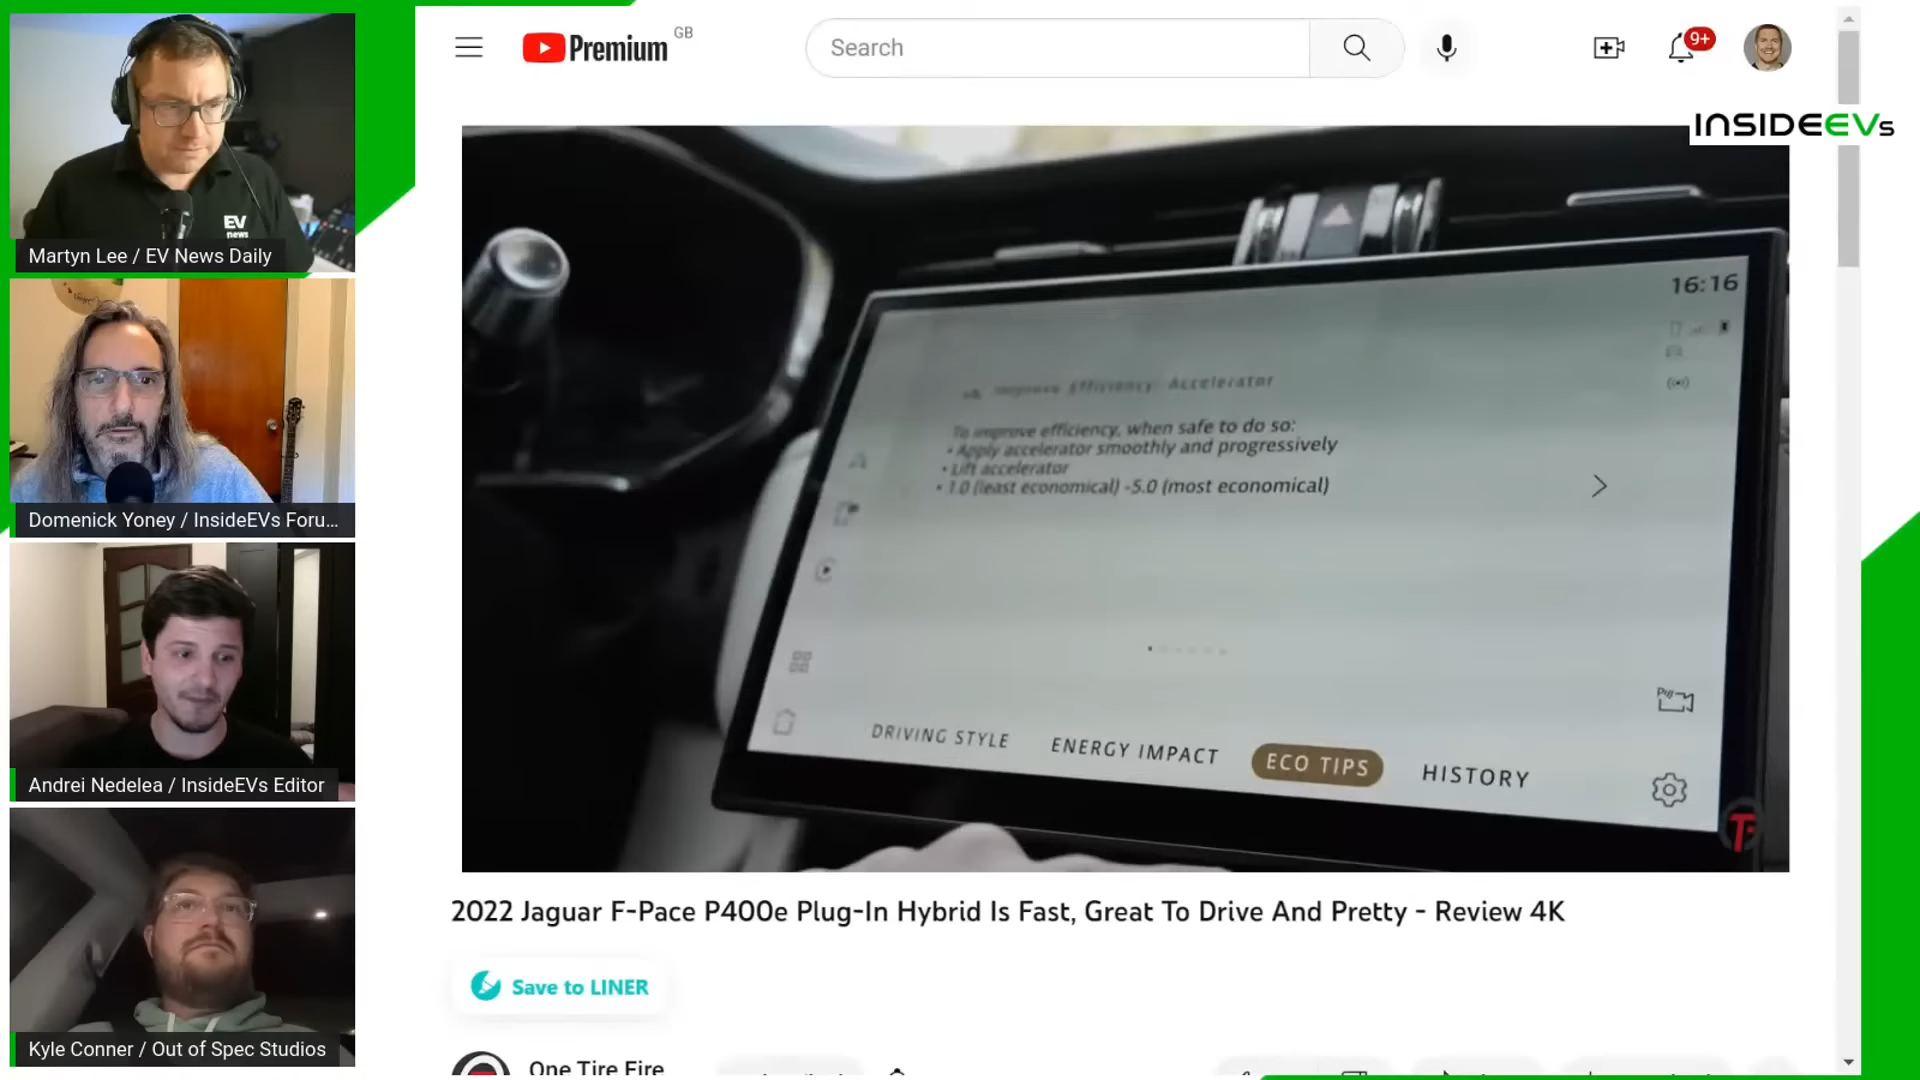 EV
news
Martyn Lee / EV News Daily
Domenick Yoney / InsideEVs Foru...
Andrei Nedelea / InsideEVs Editor
Kyle Conner / Out of Spec Studios
Premium GB
Search
9+
INSIDEEVs
16:16
Improve Efficiency: Accelerator
To improve efficiency, when safe to do so:
• Apply accelerator smoothly and progressively
• Lift accelerator
• 1.0 (least economical) -5.0 (most economical)
DRIVING STYLE
ENERGY IMPACT
ECO TIPS
HISTORY
2022 Jaguar F-Pace P400e Plug-In Hybrid Is Fast, Great To Drive And Pretty - Review 4K
Save to LINER
One Tire Fire